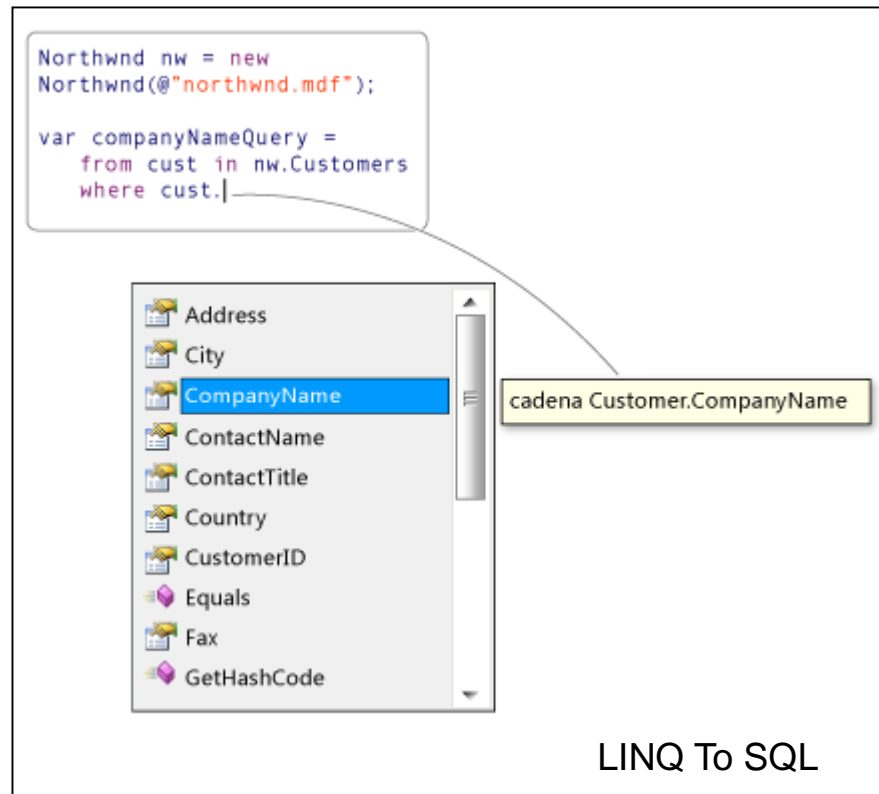 Northwnd nw = new
Northwnd(@"northwnd.mdf");
var companyNameQuery =
from cust in nw.Customers
where cust.
Address
City
CompanyName
cadena Customer.CompanyName
ContactName
ContactTitle
Country
CustomerID
Equals
Fax
GetHashCode
LINQ To SQL